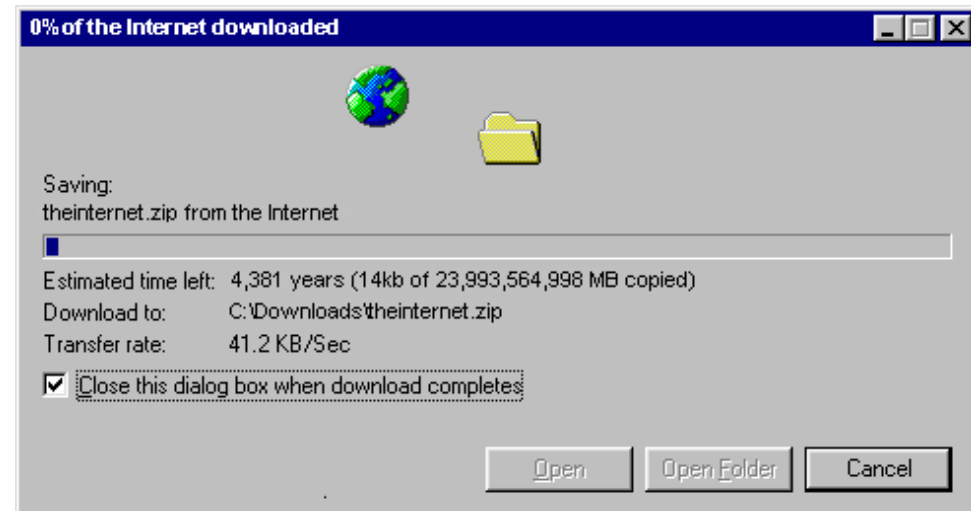 0% of the Internet downloaded
Saving:
theinternet.zip from the Internet
Estimated time left: 4,381 years (14kb of 23,993,564,998 MB copied)
Download to: C:\Downloads\theinternet.zip
Transfer rate: 41.2 KB/Sec
Close this dialog box when download completes
Open Open Folder Cancel